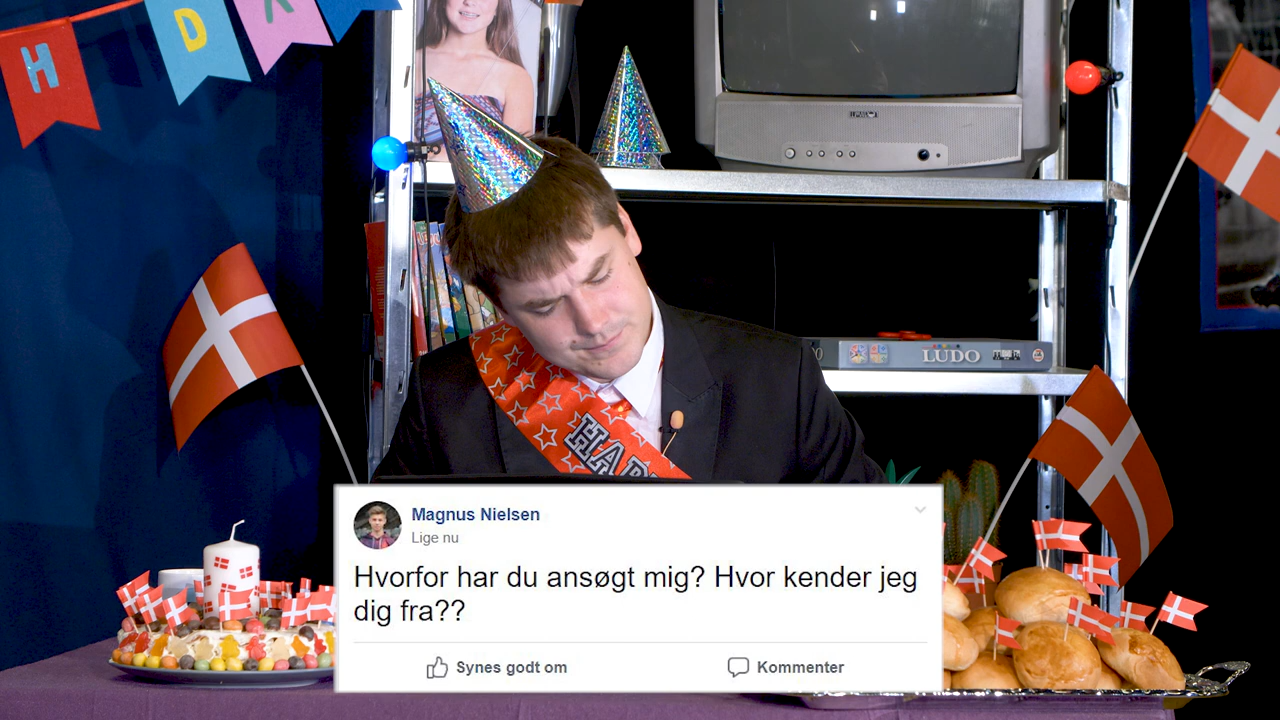 H
D
K
LUDO
HAP
Magnus Nielsen
Lige nu
Hvorfor har du ansøgt mig? Hvor kender jeg
dig fra??
Synes godt om
Kommenter